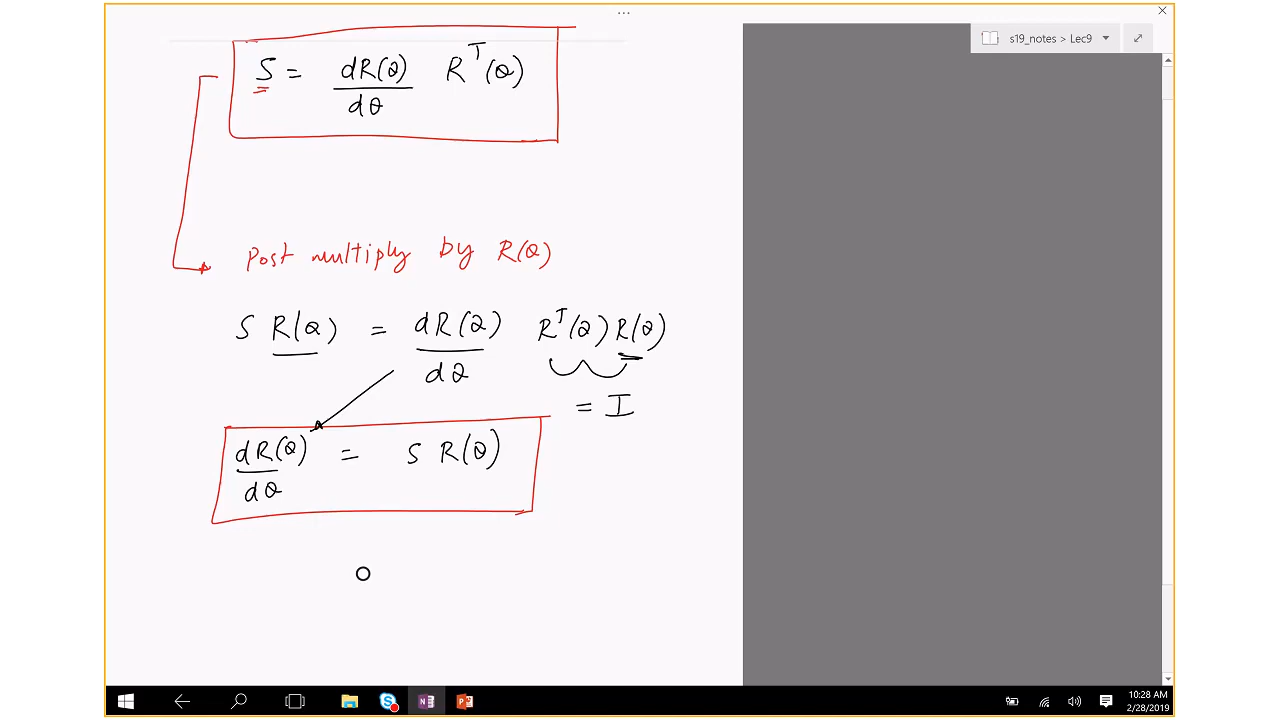 ...
s19_notes > Lec9
S = dR(θ)/dθ R^T(θ)
Post multiply by R(θ)
S R(θ) = dR(θ)/dθ R^T(θ) R(θ)
= I
dR(θ)/dθ = S R(θ)
10:28 AM
2/28/2019